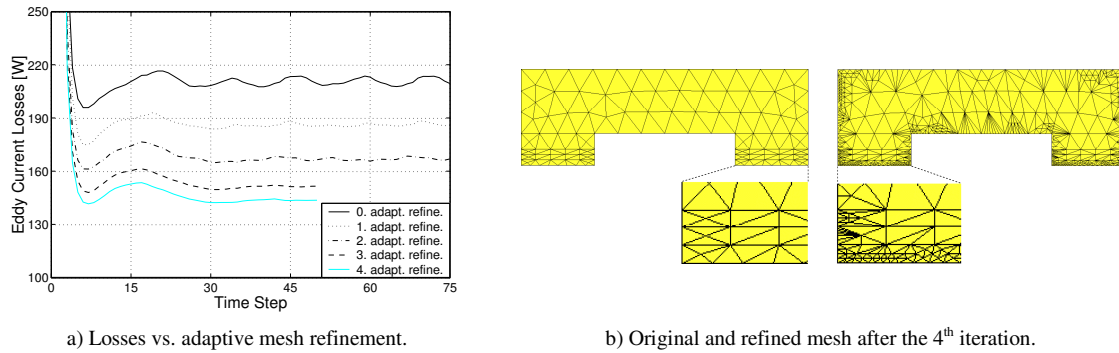 250
220
190
160
130
100
Eddy Current Losses [W]
0 15 30 45 60 75
Time Step
0. adapt. refine.
1. adapt. refine.
2. adapt. refine.
3. adapt. refine.
4. adapt. refine.
a) Losses vs. adaptive mesh refinement.
b) Original and refined mesh after the 4th iteration.